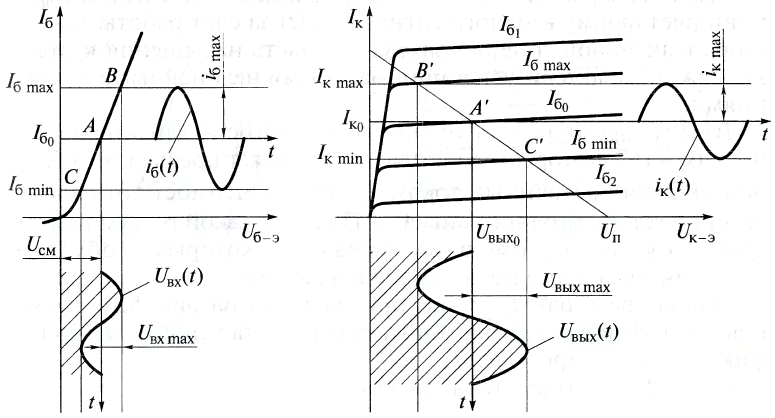 Iб
Iк
Iб1
Iб max
iб max
iк max
B
B′
Iб max
Iк max
A
A′
Iб0
t
Iб0
Iк0
t
C
C′
Iб min
iб(t)
Iк min
Iб min
iк(t)
Iб2
Uб–э
Uвых0
Uп
Uк–э
Uсм
Uвх(t)
Uвых max
Uвх max
Uвых(t)
t
t